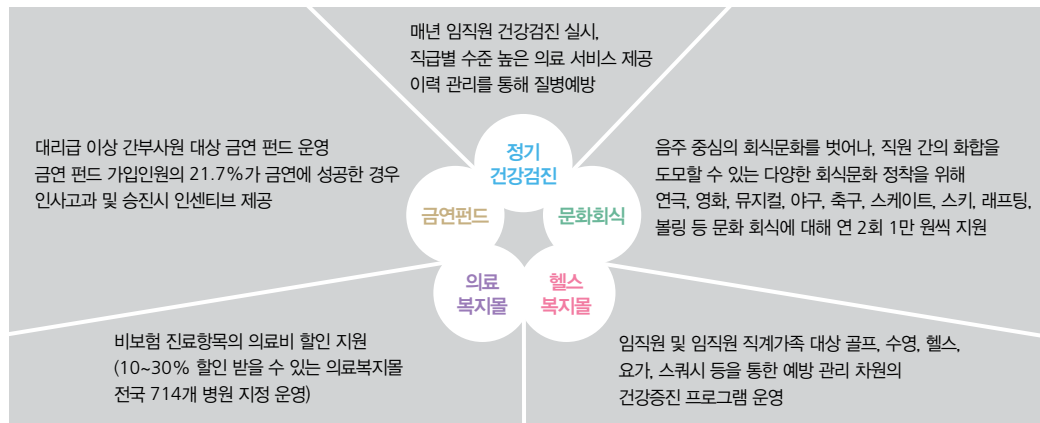 매년 임직원 건강검진 실시,
직급별 수준 높은 의료 서비스 제공
이력 관리를 통해 질병예방
대리급 이상 간부사원 대상 금연 펀드 운영
금연 펀드 가입인원의 21.7%가 금연에 성공한 경우
인사고과 및 승진시 인센티브 제공
정기
건강검진
음주 중심의 회식문화를 벗어나, 직원 간의 화합을
도모할 수 있는 다양한 회식문화 정착을 위해
연극, 영화, 뮤지컬, 야구, 축구, 스케이트, 스키, 래프팅,
볼링 등 문화 회식에 대해 연 2회 1만 원씩 지원
금연펀드
문화회식
의료
복지몰
헬스
복지몰
비보험 진료항목의 의료비 할인 지원
(10~30% 할인 받을 수 있는 의료복지몰
전국 714개 병원 지정 운영)
임직원 및 임직원 직계가족 대상 골프, 수영, 헬스,
요가, 스쿼시 등을 통한 예방 관리 차원의
건강증진 프로그램 운영